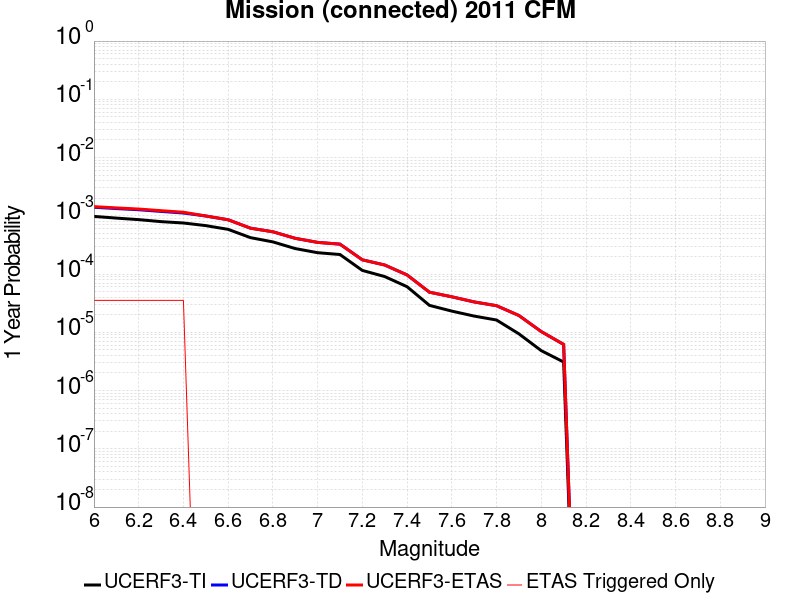 Mission (connected) 2011 CFM
10^0
10^-1
10^-2
10^-3
10^-4
10^-5
10^-6
10^-7
10^-8
1 Year Probability
6 6.2 6.4 6.6 6.8 7 7.2 7.4 7.6 7.8 8 8.2 8.4 8.6 8.8 9
Magnitude
UCERF3-TI UCERF3-TD UCERF3-ETAS ETAS Triggered Only